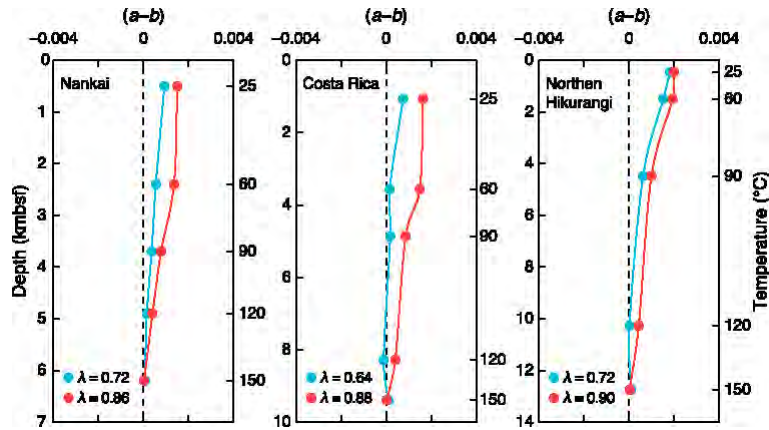 (a–b)
(a–b)
(a–b)
–0.004 0 0.004
–0.004 0 0.004
–0.004 0 0.004
Nankai
Costa Rica
Northen
Hikurangi
Depth (kmbsf)
0
1
2
3
4
5
6
7
25
60
90
120
150
λ = 0.72
λ = 0.86
0
2
4
6
8
10
25
60
90
120
150
λ = 0.64
λ = 0.88
0
2
4
6
8
10
12
14
25
60
90
120
150
λ = 0.72
λ = 0.90
Temperature (°C)